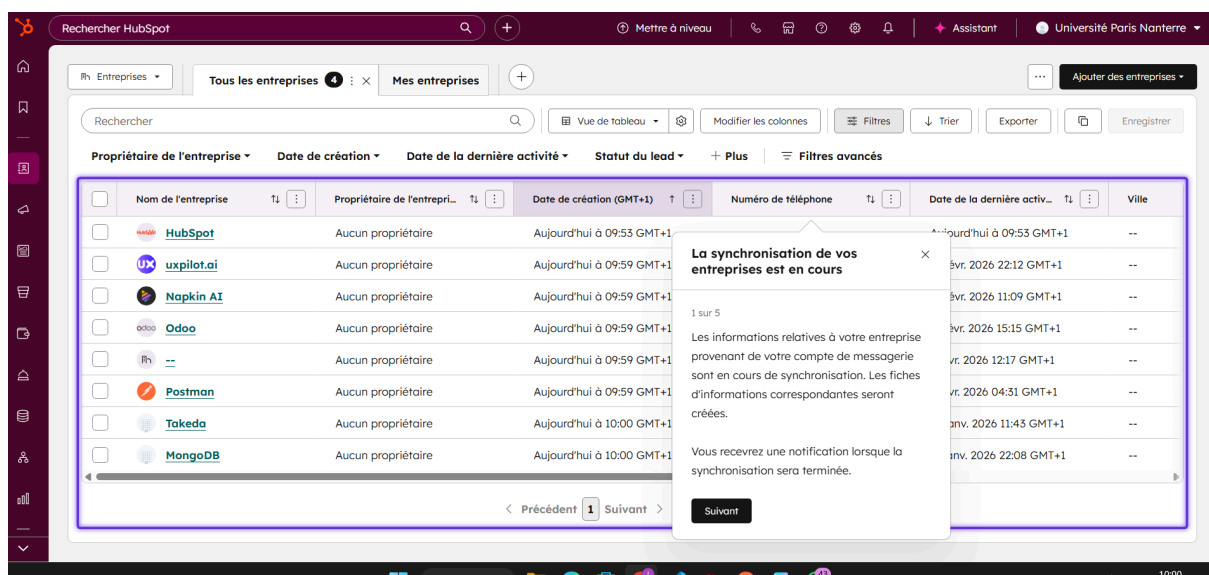 Rechercher HubSpot
Mettre à niveau
Assistant
Université Paris Nanterre
Entreprises
Tous les entreprises 4
Mes entreprises
Ajouter des entreprises
Rechercher
Vue de tableau
Modifier les colonnes
Filtres
Trier
Exporter
Enregistrer
Propriétaire de l'entreprise Date de création Date de la dernière activité Statut du lead + Plus Filtres avancés
Nom de l'entreprise Propriétaire de l'entrepri... Date de création (GMT+1) Numéro de téléphone Date de la dernière activ... Ville
HubSpot Aucun propriétaire Aujourd'hui à 09:53 GMT+1 Aujourd'hui à 09:53 GMT+1 --
uxpilot.ai Aucun propriétaire Aujourd'hui à 09:59 GMT+1 évr. 2026 22:12 GMT+1 --
Napkin AI Aucun propriétaire Aujourd'hui à 09:59 GMT+1 évr. 2026 11:09 GMT+1 --
odoo Odoo Aucun propriétaire Aujourd'hui à 09:59 GMT+1 évr. 2026 15:15 GMT+1 --
-- Aucun propriétaire Aujourd'hui à 09:59 GMT+1 vr. 2026 12:17 GMT+1 --
Postman Aucun propriétaire Aujourd'hui à 09:59 GMT+1 vr. 2026 04:31 GMT+1 --
Takeda Aucun propriétaire Aujourd'hui à 10:00 GMT+1 anv. 2026 11:43 GMT+1 --
MongoDB Aucun propriétaire Aujourd'hui à 10:00 GMT+1 anv. 2026 22:08 GMT+1 --
Précédent 1 Suivant
La synchronisation de vos
entreprises est en cours
1 sur 5
Les informations relatives à votre entreprise
provenant de votre compte de messagerie
sont en cours de synchronisation. Les fiches
d'informations correspondantes seront
créées.
Vous recevrez une notification lorsque la
synchronisation sera terminée.
Suivant
43
10:00